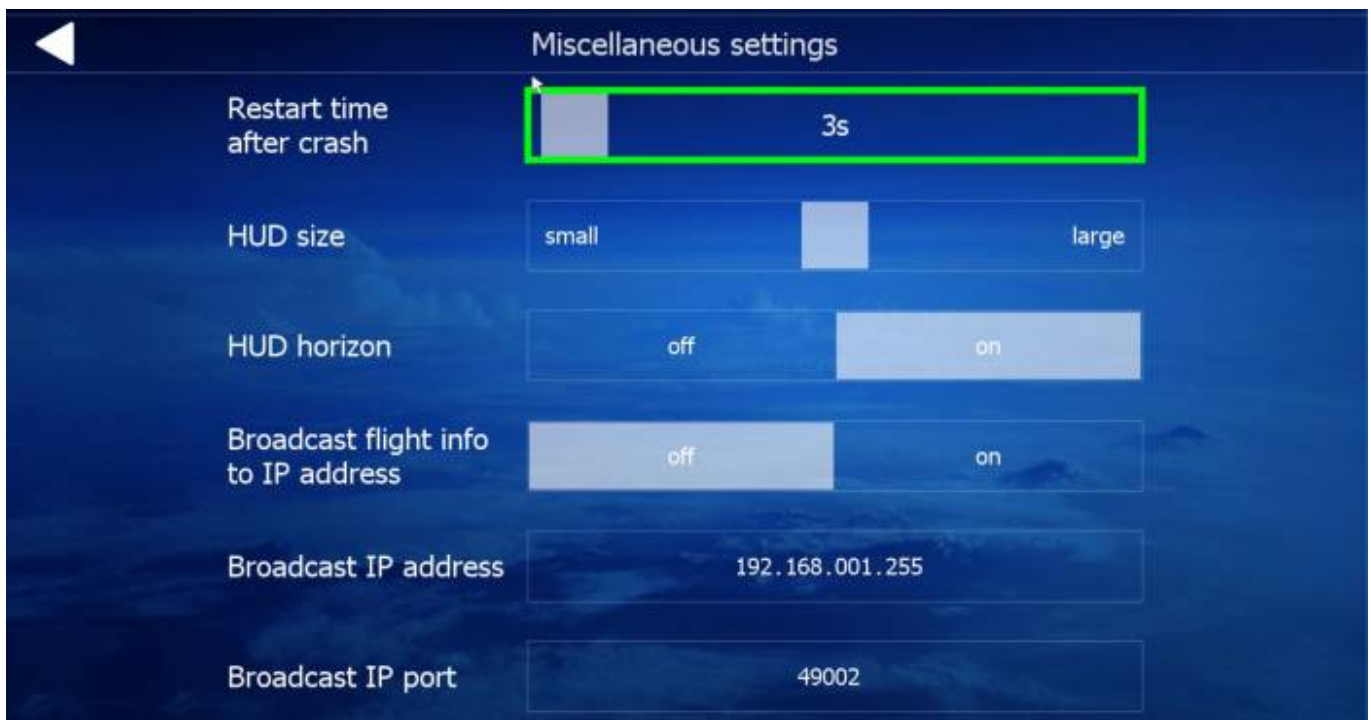 Miscellaneous settings
Restart time
after crash
3s
HUD size
small
large
HUD horizon
off
on
Broadcast flight info
to IP address
off
on
Broadcast IP address
192.168.001.255
Broadcast IP port
49002